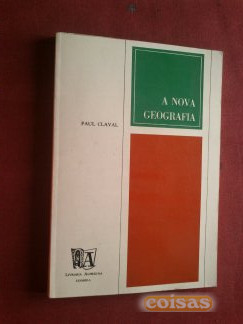 A NOVA
GEOGRAFIA
PAUL CLAVAL
LIVRARIA ALMEDINA
COIMBRA
coisas